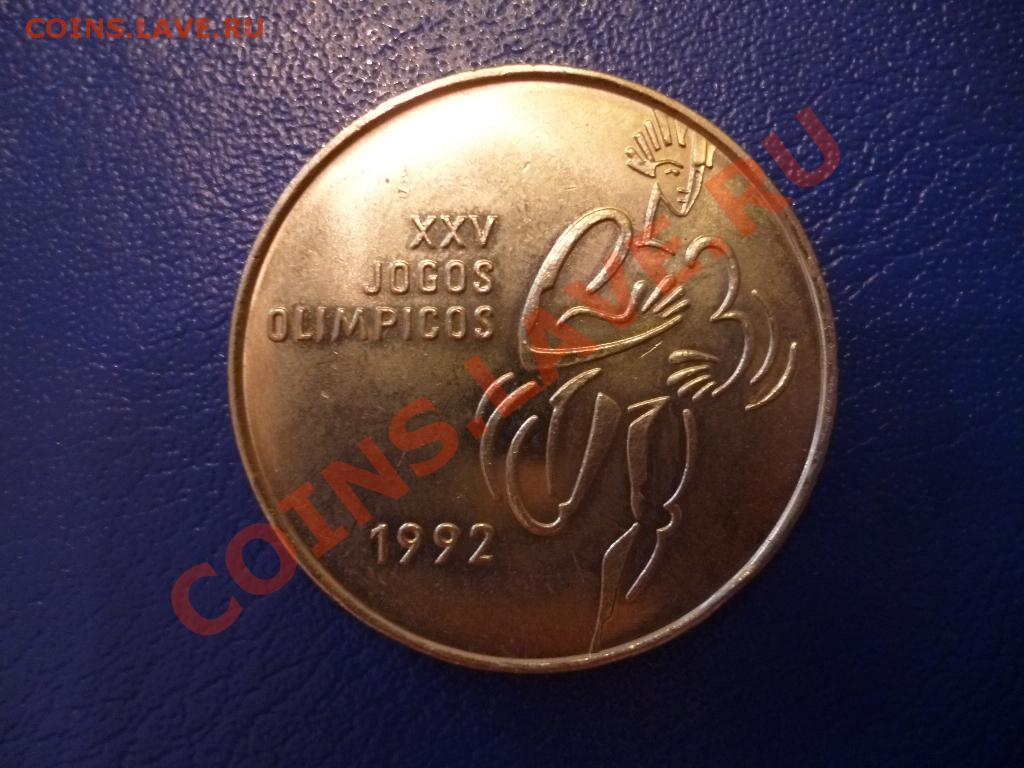 COINS.LAVE.RU
XXV
JOGOS
OLIMPICOS
1992
COINS.LAVE.RU